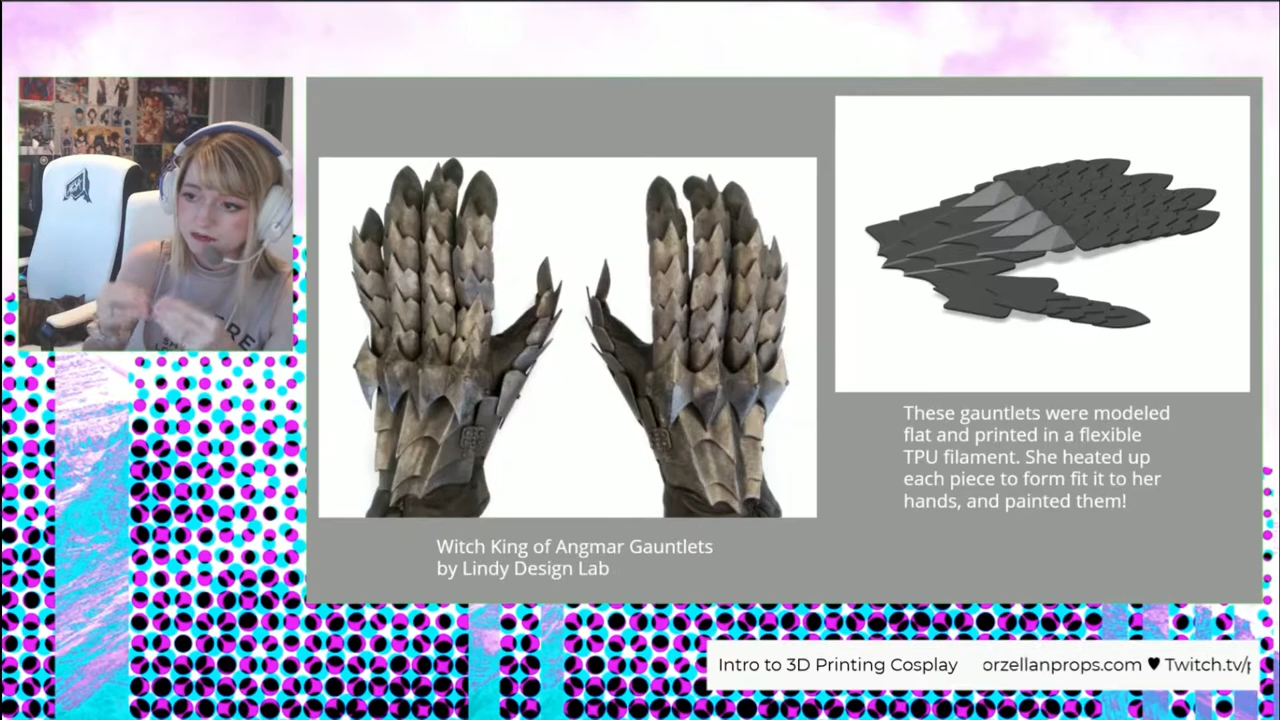 These gauntlets were modeled
flat and printed in a flexible
TPU filament. She heated up
each piece to form fit it to her
hands, and painted them!
Witch King of Angmar Gauntlets
by Lindy Design Lab
Intro to 3D Printing Cosplay orzellanprops.com ♥ Twitch.tv/